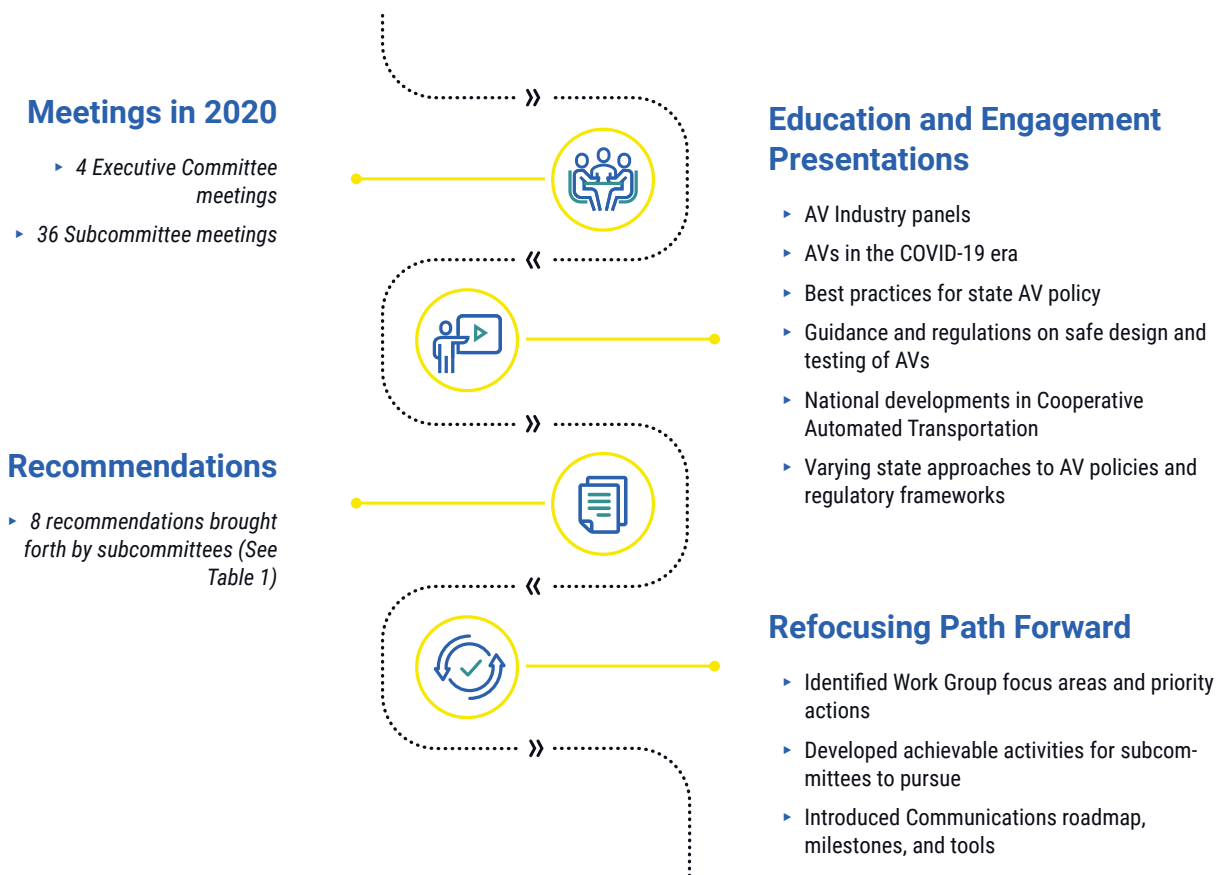 Meetings in 2020
▸ 4 Executive Committee
meetings
▸ 36 Subcommittee meetings
Education and Engagement
Presentations
▸ AV Industry panels
▸ AVs in the COVID-19 era
▸ Best practices for state AV policy
▸ Guidance and regulations on safe design and
testing of AVs
▸ National developments in Cooperative
Automated Transportation
▸ Varying state approaches to AV policies and
regulatory frameworks
Recommendations
▸ 8 recommendations brought
forth by subcommittees (See
Table 1)
Refocusing Path Forward
▸ Identified Work Group focus areas and priority
actions
▸ Developed achievable activities for subcom-
mittees to pursue
▸ Introduced Communications roadmap,
milestones, and tools